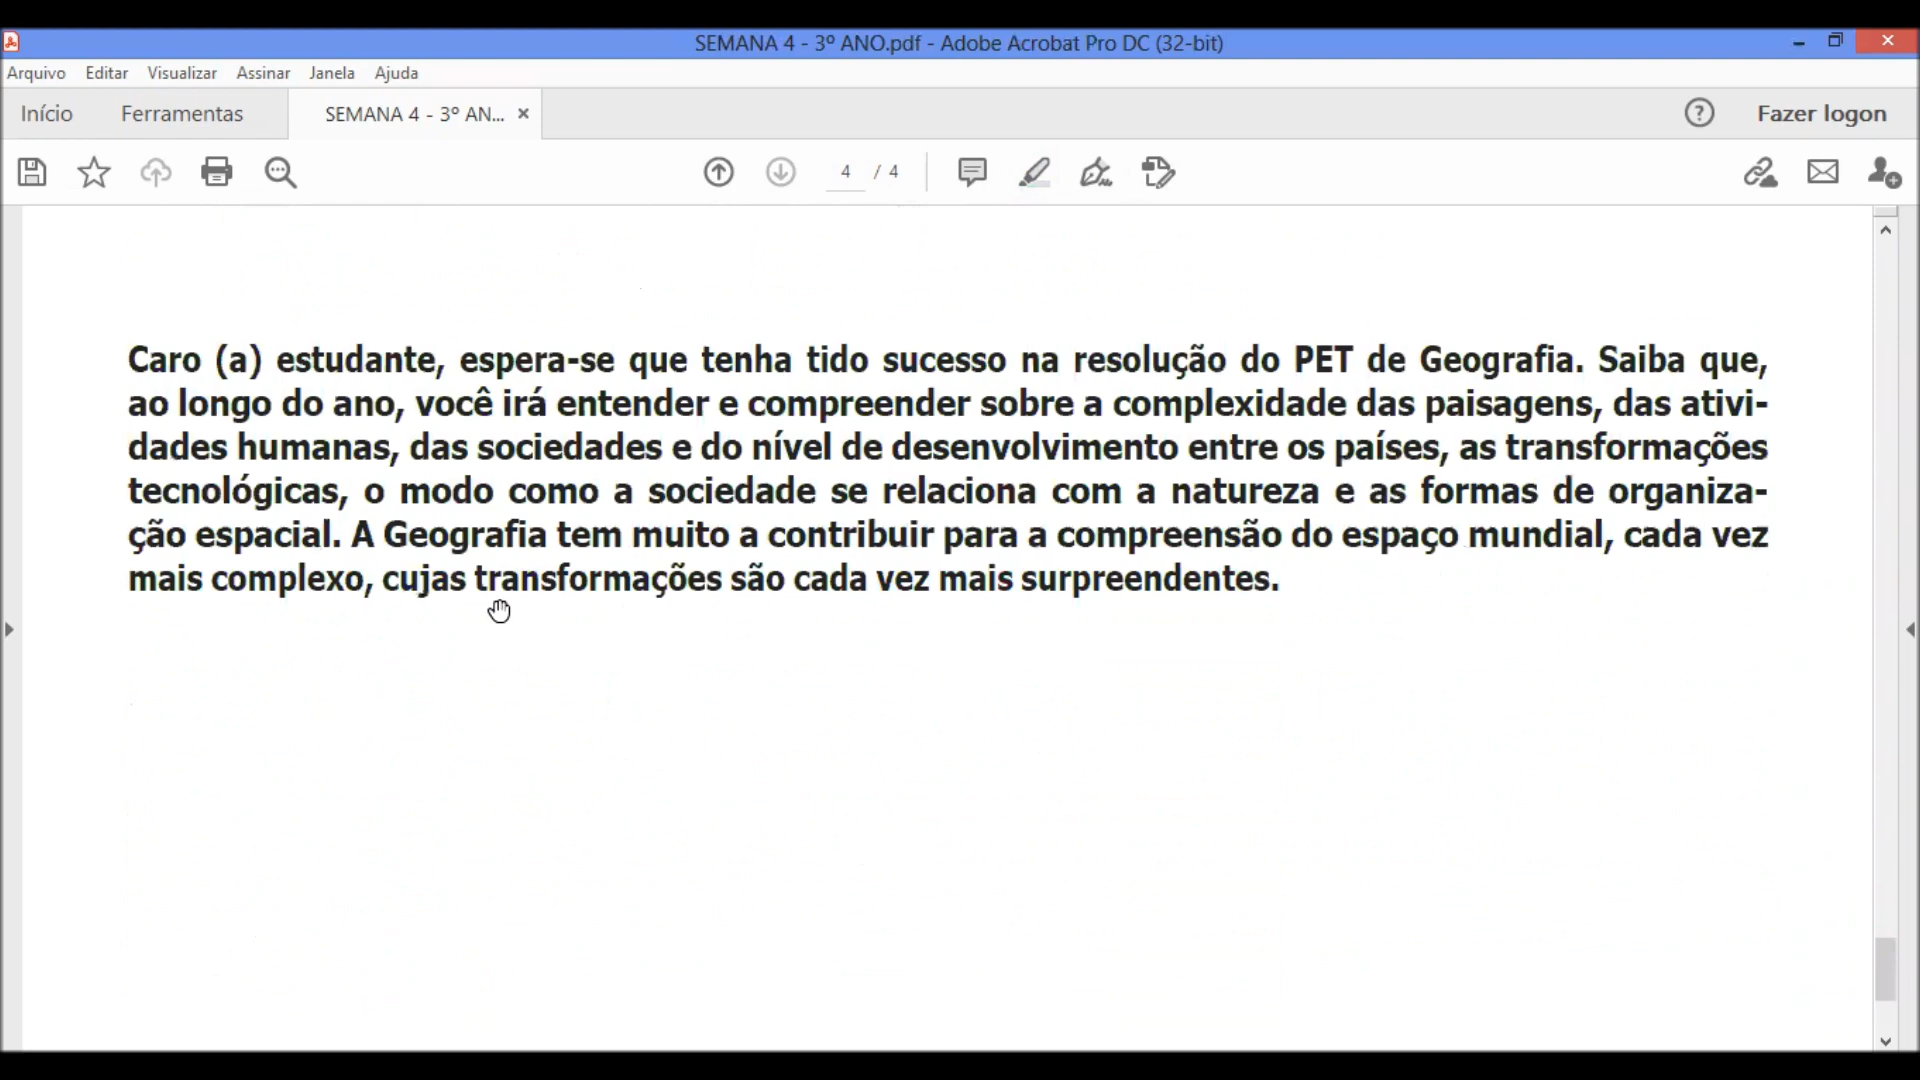 SEMANA 4 - 3º ANO.pdf - Adobe Acrobat Pro DC (32-bit)
Arquivo Editar Visualizar Assinar Janela Ajuda
Início Ferramentas SEMANA 4 - 3º AN... Fazer logon
4 / 4
Caro (a) estudante, espera-se que tenha tido sucesso na resolução do PET de Geografia. Saiba que,
ao longo do ano, você irá entender e compreender sobre a complexidade das paisagens, das ativi-
dades humanas, das sociedades e do nível de desenvolvimento entre os países, as transformações
tecnológicas, o modo como a sociedade se relaciona com a natureza e as formas de organiza-
ção espacial. A Geografia tem muito a contribuir para a compreensão do espaço mundial, cada vez
mais complexo, cujas transformações são cada vez mais surpreendentes.